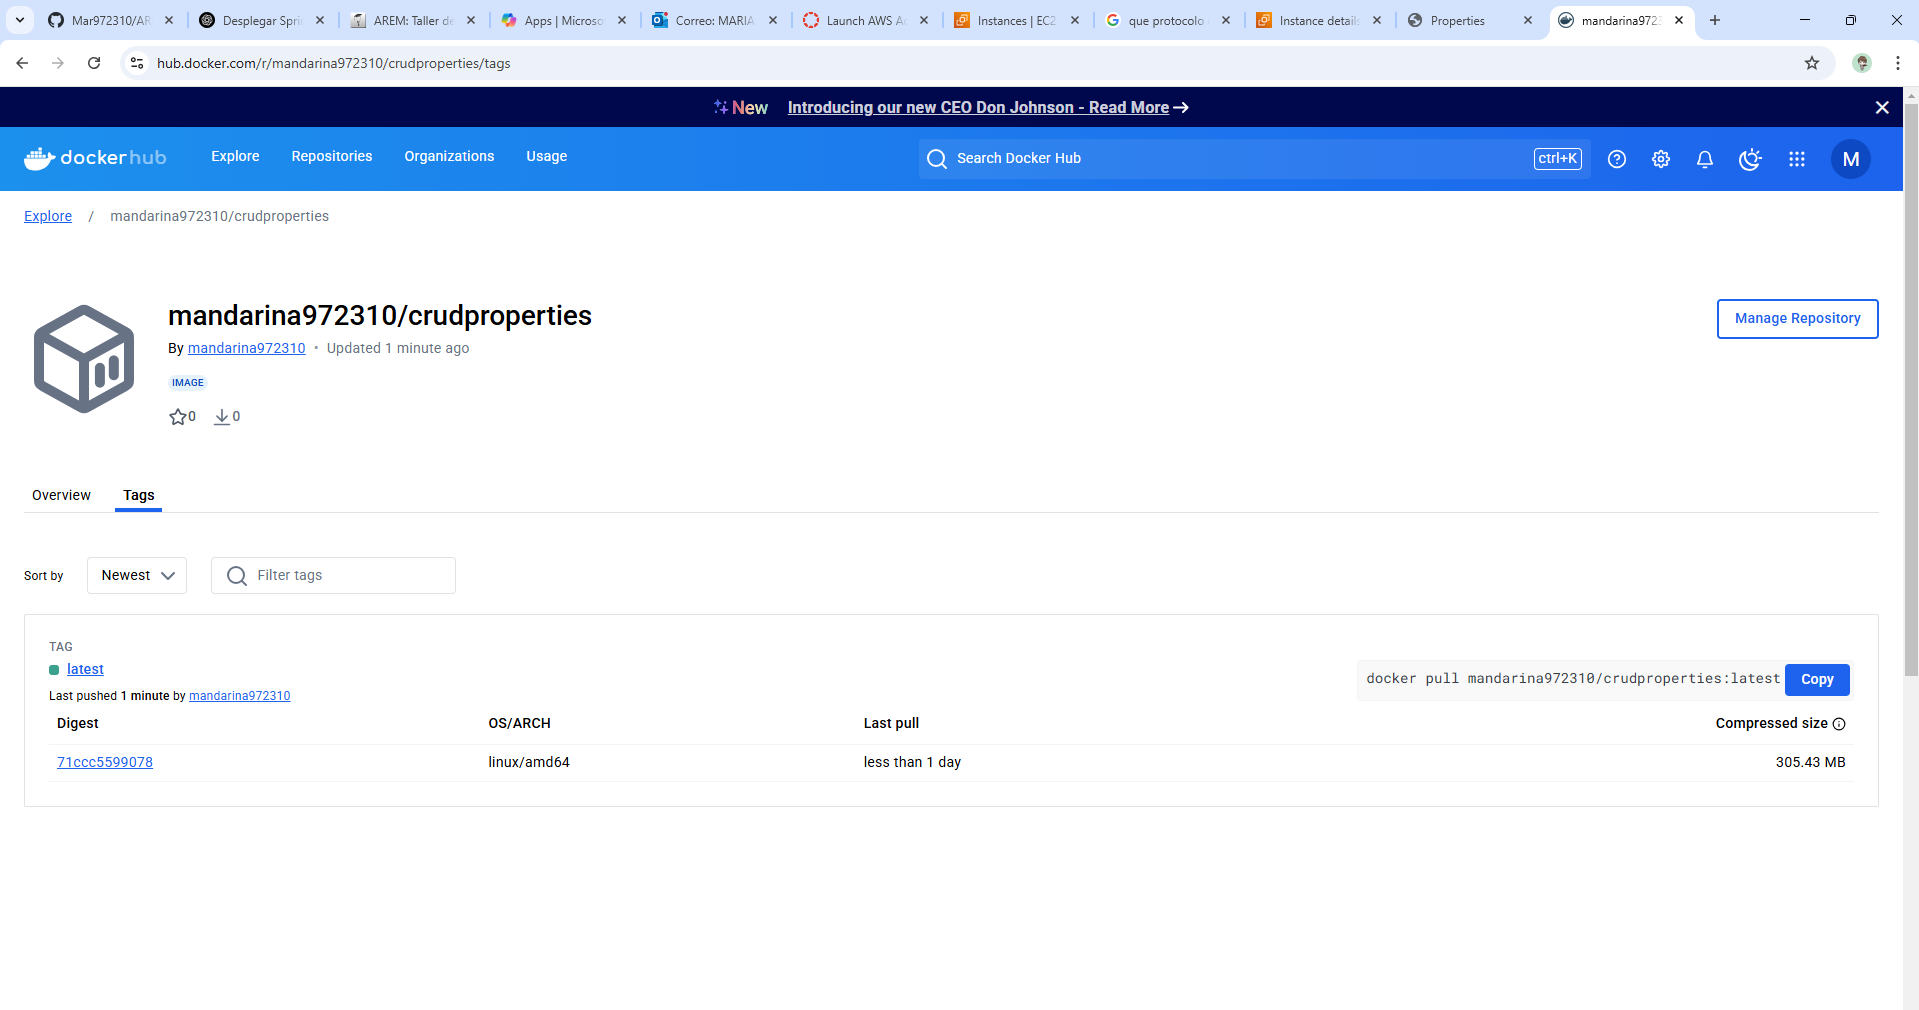 Mar972310/AR
Desplegar Spri
AREM: Taller de
Apps | Microso
Correo: MARIA
Launch AWS Ac
Instances | EC2
que protocolo
Instance details
Properties
mandarina9723
hub.docker.com/r/mandarina972310/crudproperties/tags
New Introducing our new CEO Don Johnson - Read More →
dockerhub Explore Repositories Organizations Usage Search Docker Hub ctrl+K M
Explore / mandarina972310/crudproperties
mandarina972310/crudproperties
Manage Repository
By mandarina972310 • Updated 1 minute ago
IMAGE
0 0
Overview Tags
Sort by Newest Filter tags
TAG
latest
docker pull mandarina972310/crudproperties:latest Copy
Last pushed 1 minute by mandarina972310
Digest OS/ARCH Last pull Compressed size
71ccc5599078 linux/amd64 less than 1 day 305.43 MB